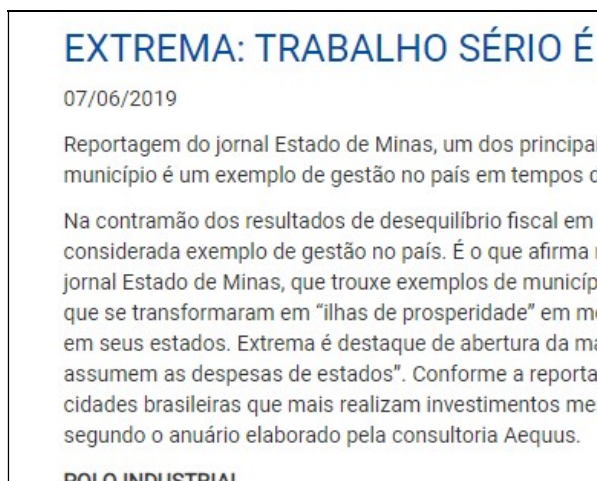 EXTREMA: TRABALHO SÉRIO É
07/06/2019
Reportagem do jornal Estado de Minas, um dos principai
município é um exemplo de gestão no país em tempos
Na contramão dos resultados de desequilíbrio fiscal em
considerada exemplo de gestão no país. É o que afirma
jornal Estado de Minas, que trouxe exemplos de municíp
que se transformaram em “ilhas de prosperidade” em m
em seus estados. Extrema é destaque de abertura da ma
assumem as despesas de estados”. Conforme a reporta
cidades brasileiras que mais realizam investimentos me
segundo o anuário elaborado pela consultoria Aequus.
POLO INDUSTRIAL